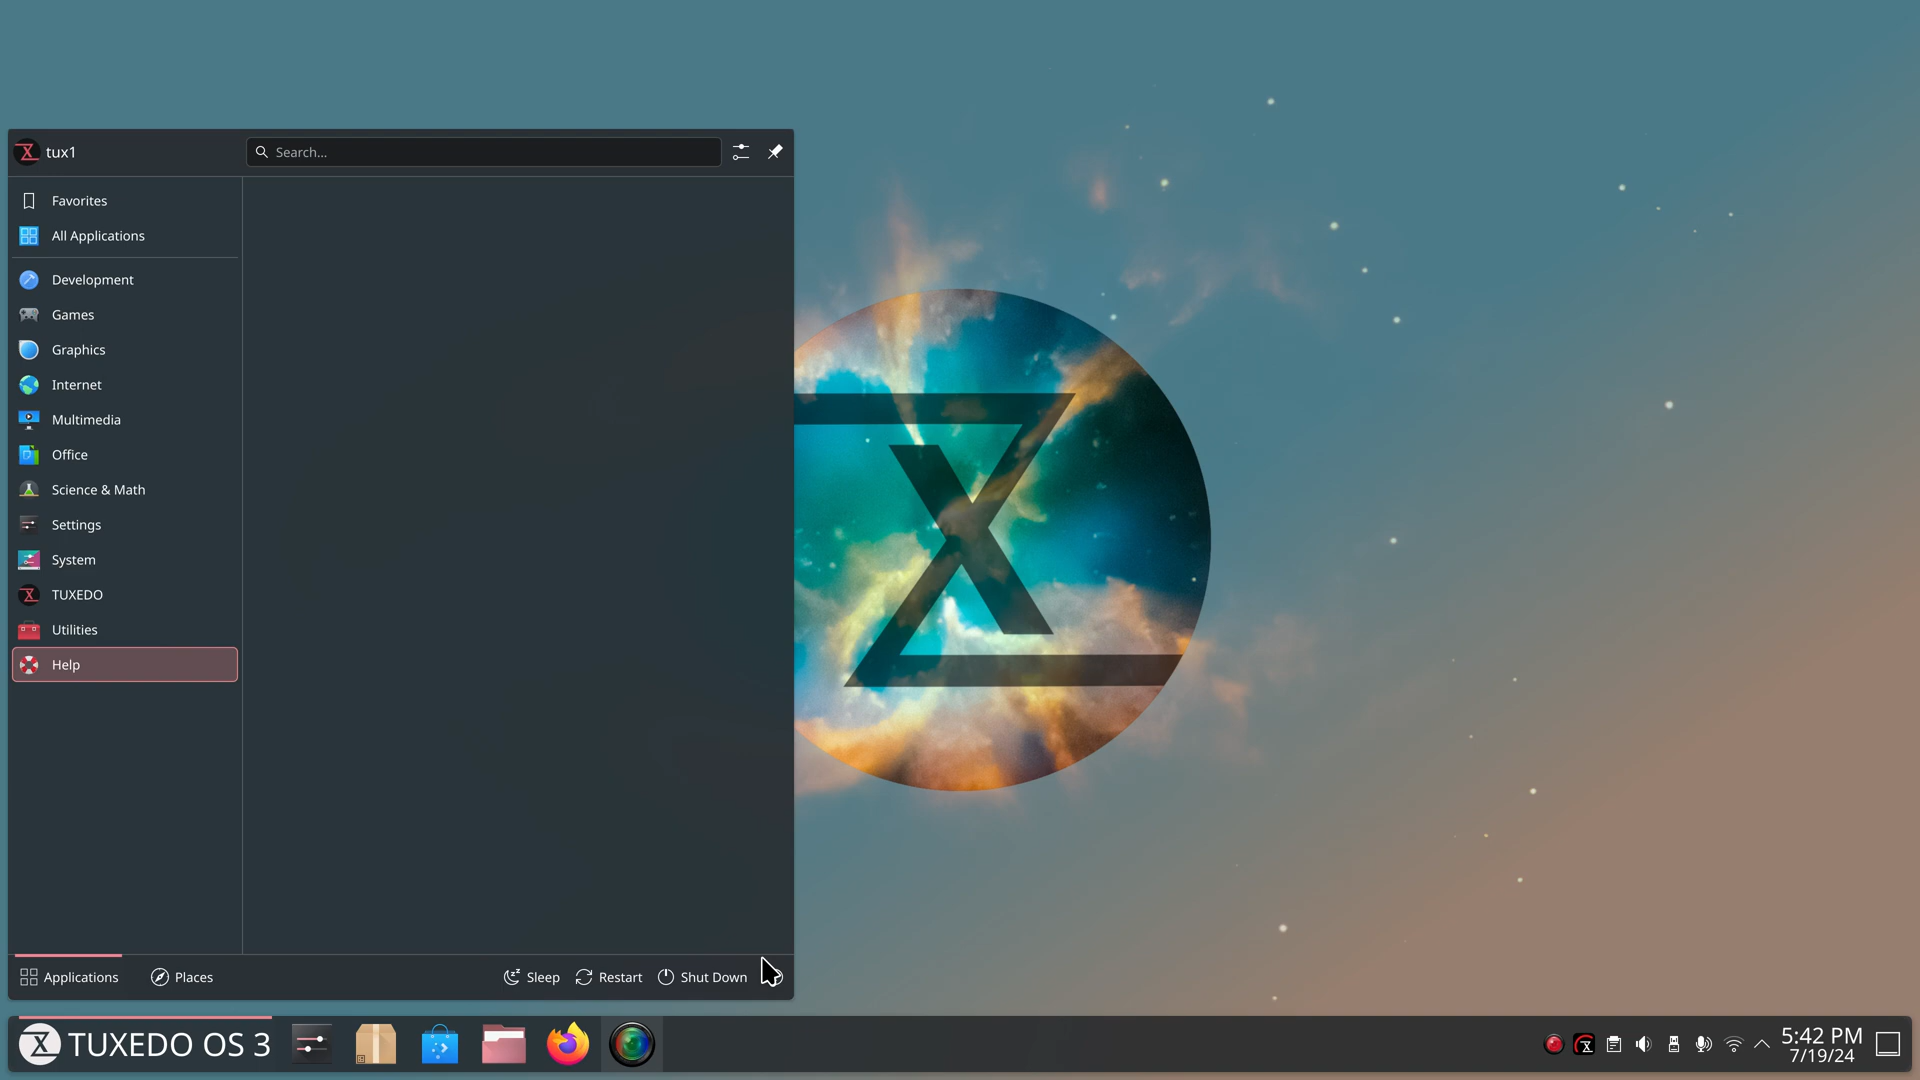 tux1
Search...
Favorites
All Applications
Development
Games
Graphics
Internet
Multimedia
Office
Science & Math
Settings
System
TUXEDO
Utilities
Help
Applications
Places
Sleep
Restart
Shut Down
TUXEDO OS 3
5:42 PM
7/19/24